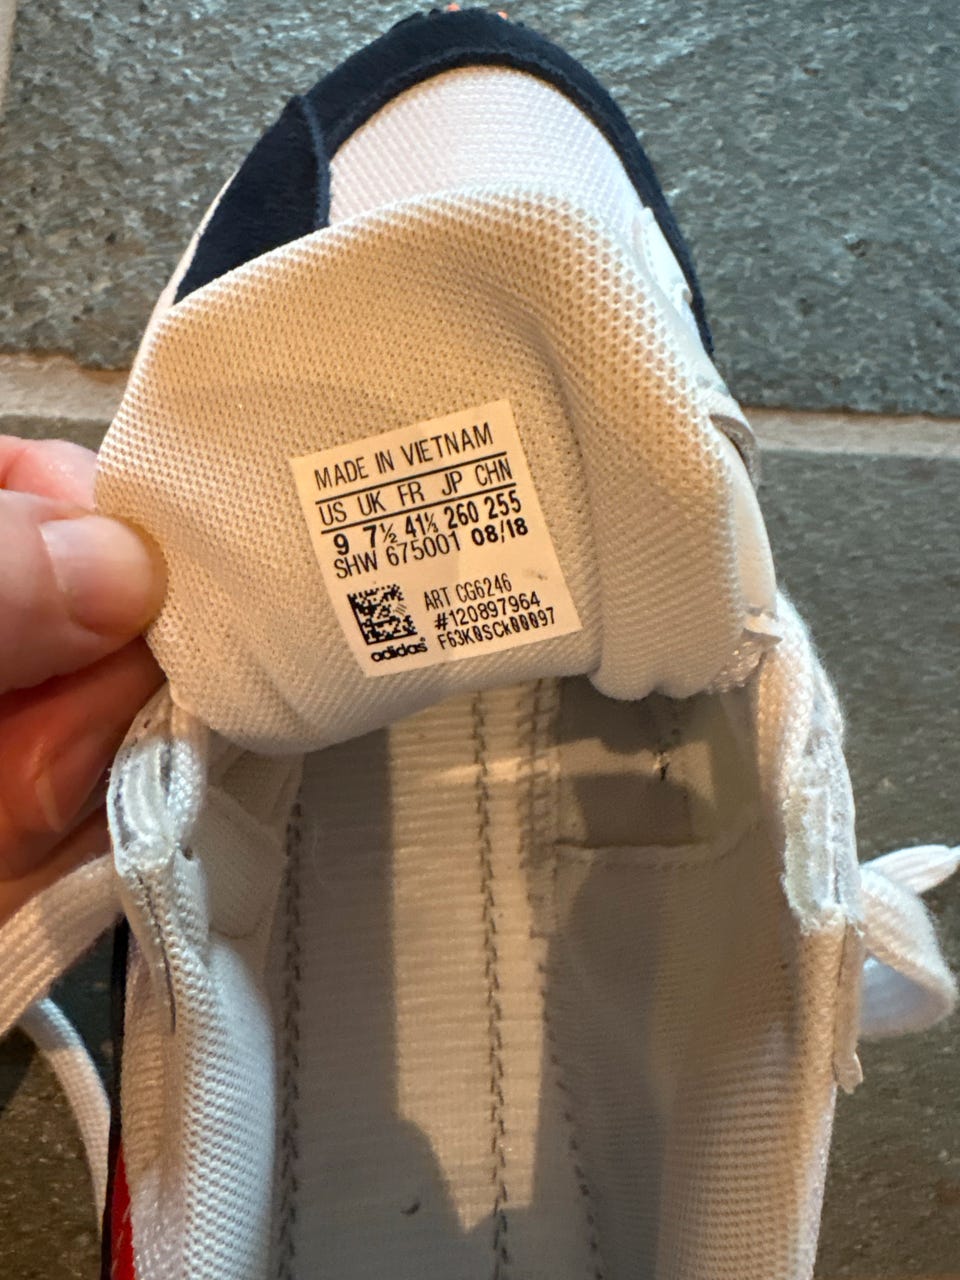 MADE IN VIETNAM
US UK FR JP CHN
9 7½ 41⅓ 260 255
SHW 675001 08/18
ART CG6246
#120897964
F63K0SCk00097
adidas